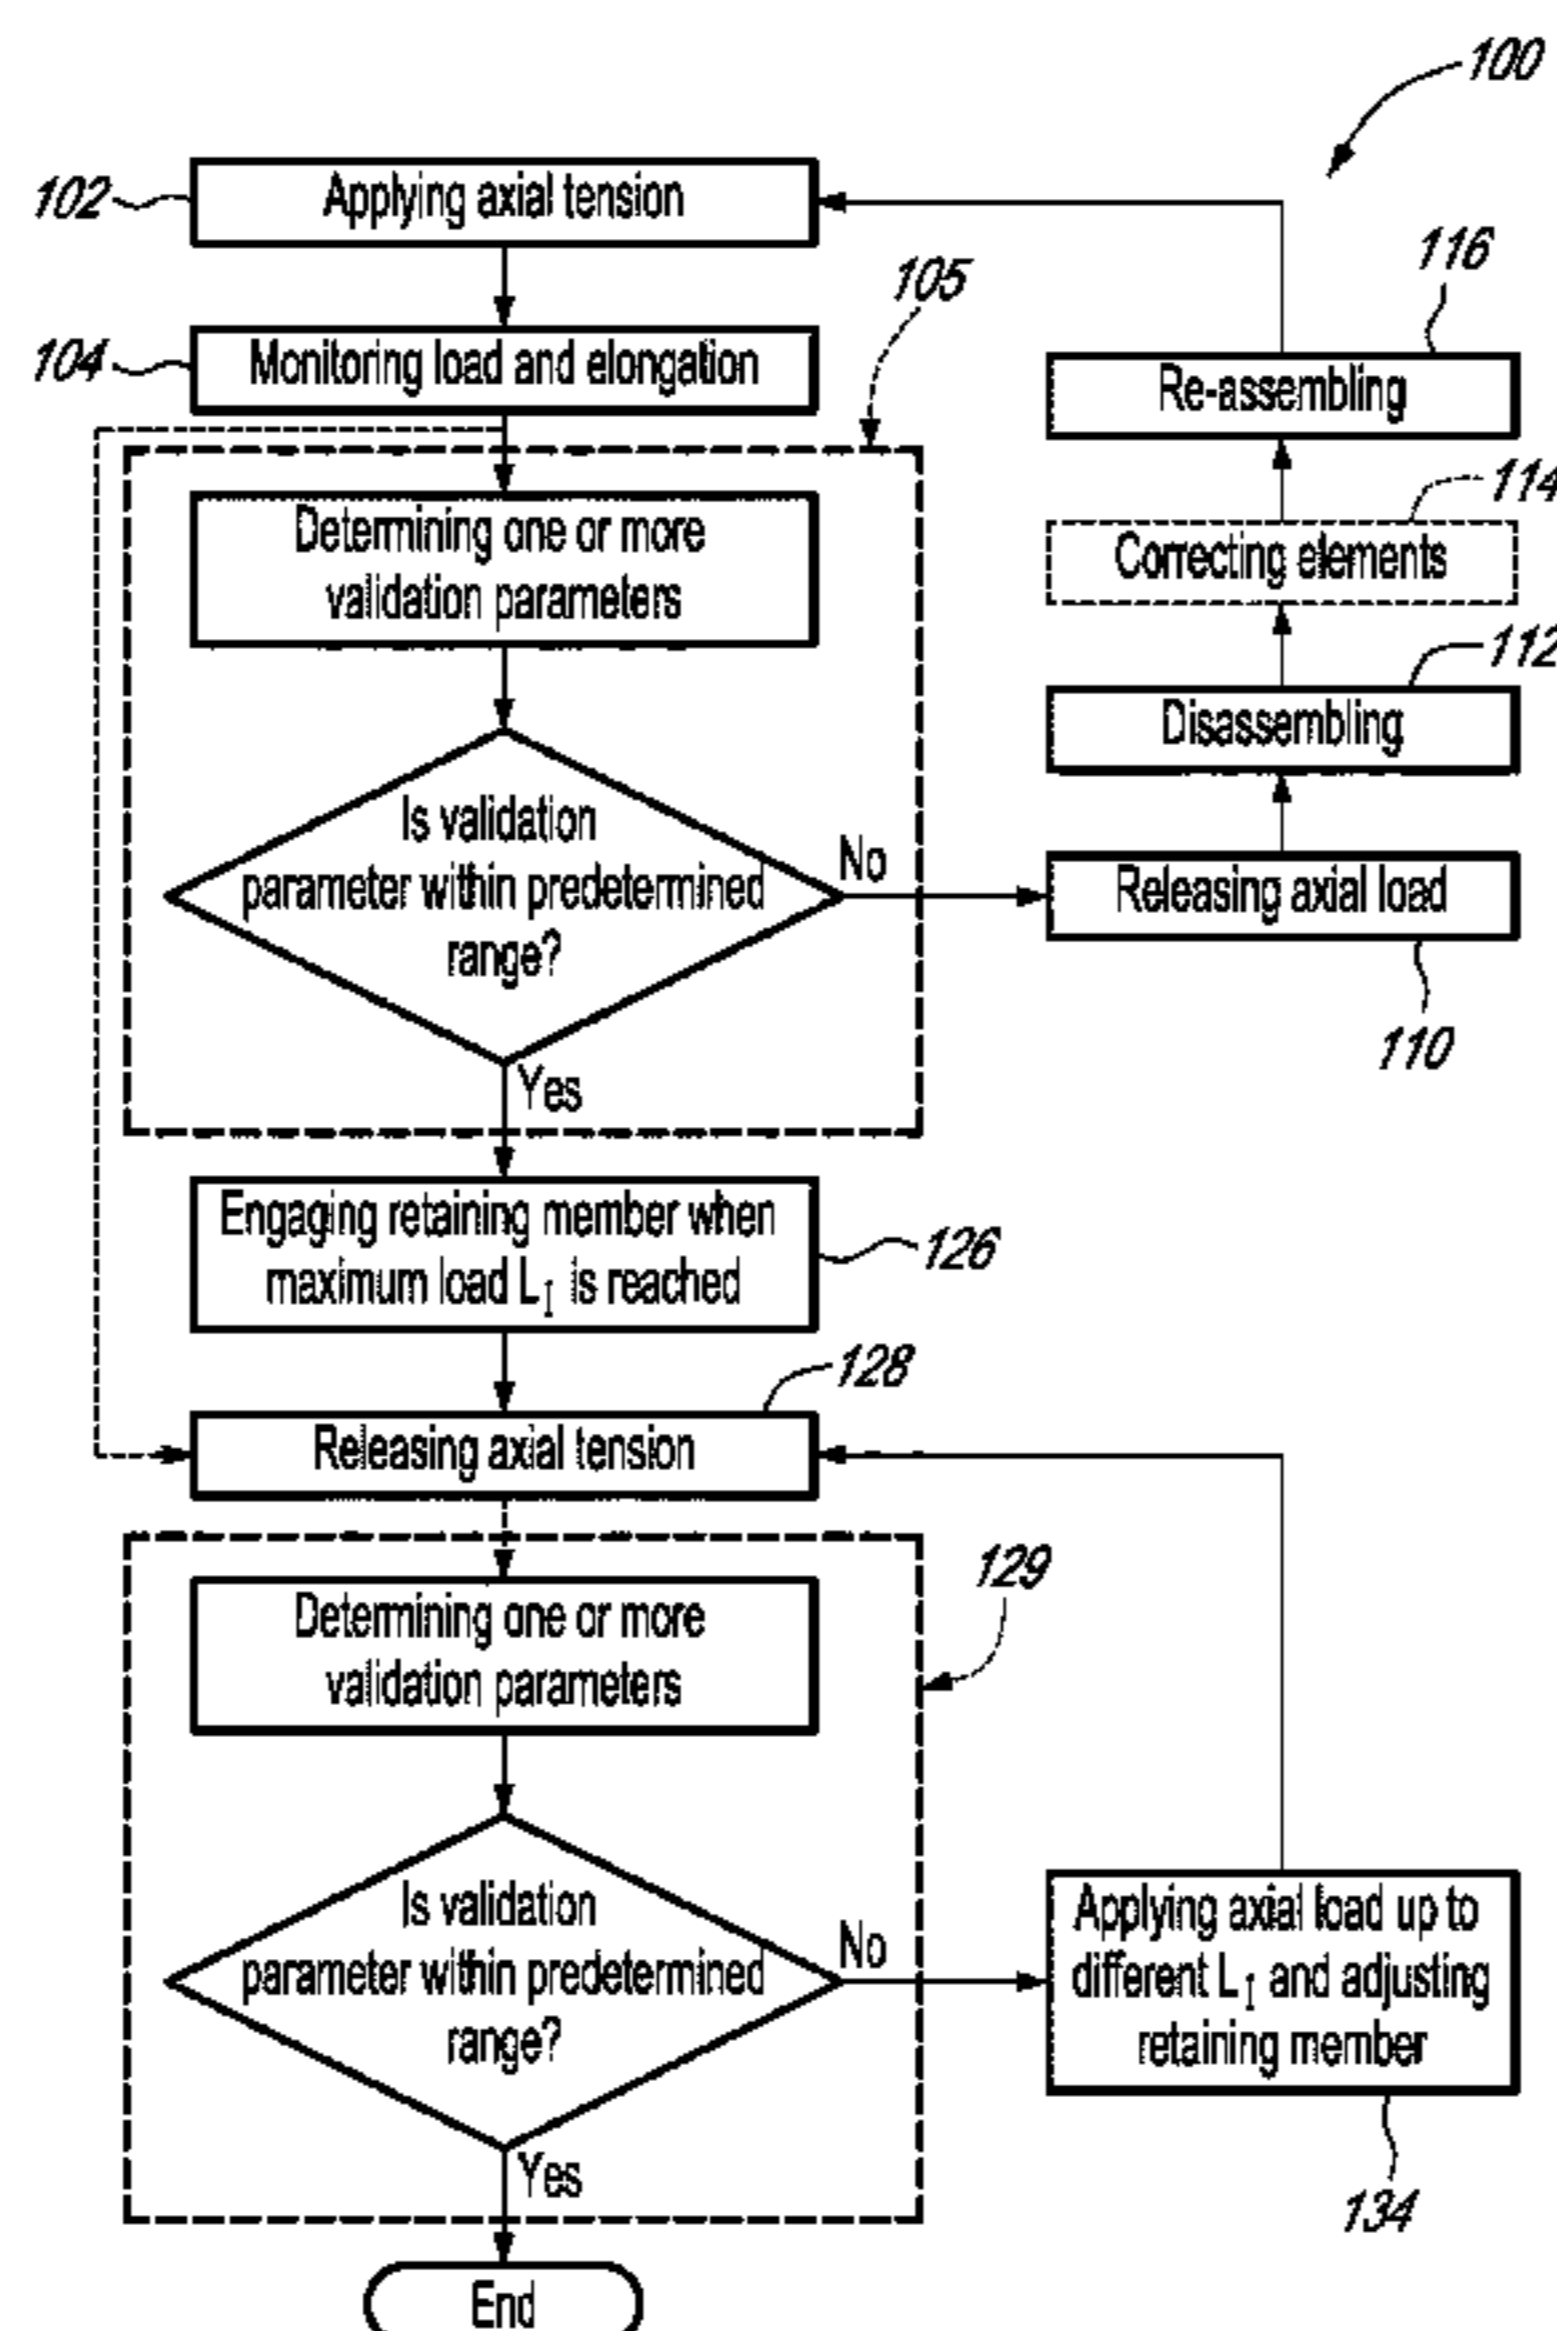 100
102
Applying axial tension
116
105
104
Monitoring load and elongation
Re-assembling
114
Determining one or more
validation parameters
Correcting elements
112
Disassembling
Is validation
parameter within predetermined
range?
No
Releasing axial load
110
Yes
Engaging retaining member when
maximum load L1 is reached
126
128
Releasing axial tension
129
Determining one or more
validation parameters
Is validation
parameter within predetermined
range?
No
Applying axial load up to
different L1 and adjusting
retaining member
134
Yes
End